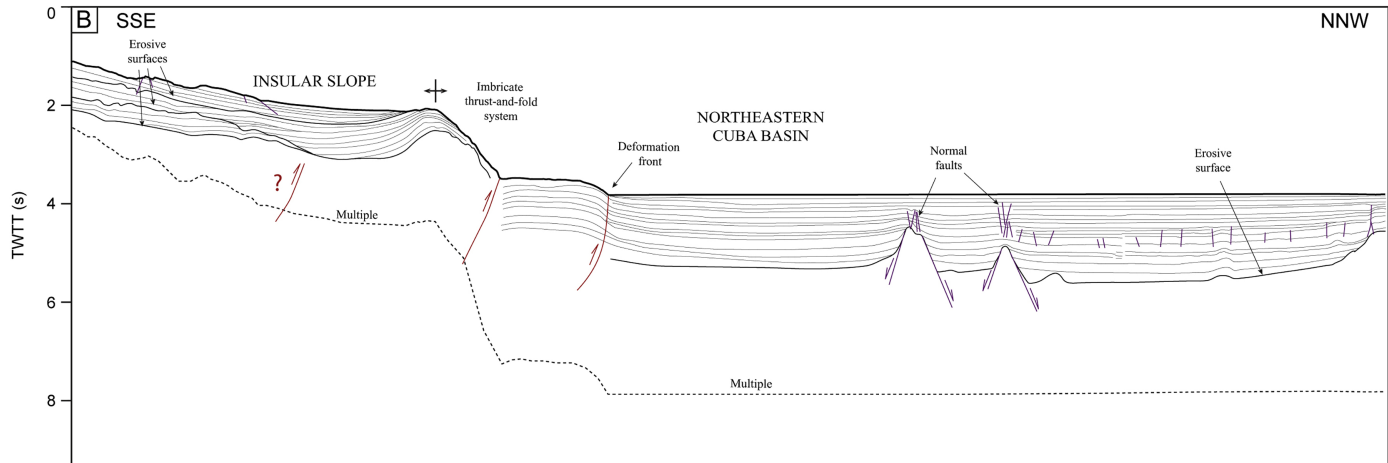 0
B SSE
NNW
Erosive
surfaces
INSULAR SLOPE
Imbricate
thrust-and-fold
system
2
NORTHEASTERN
CUBA BASIN
Deformation
front
Normal
faults
Erosive
surface
?
Multiple
4
TWTT (s)
6
Multiple
8